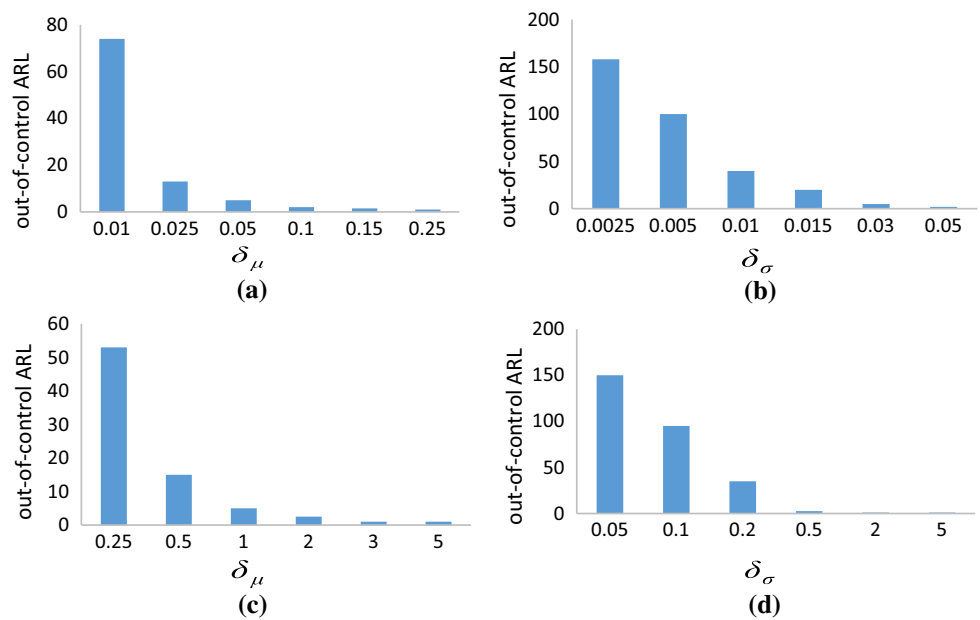 out-of-control ARL
80
60
40
20
0
0.01 0.025 0.05 0.1 0.15 0.25
δμ
(a)
out-of-control ARL
200
150
100
50
0
0.0025 0.005 0.01 0.015 0.03 0.05
δσ
(b)
out-of-control ARL
60
50
40
30
20
10
0
0.25 0.5 1 2 3 5
δμ
(c)
out-of-control ARL
200
150
100
50
0
0.05 0.1 0.2 0.5 2 5
δσ
(d)